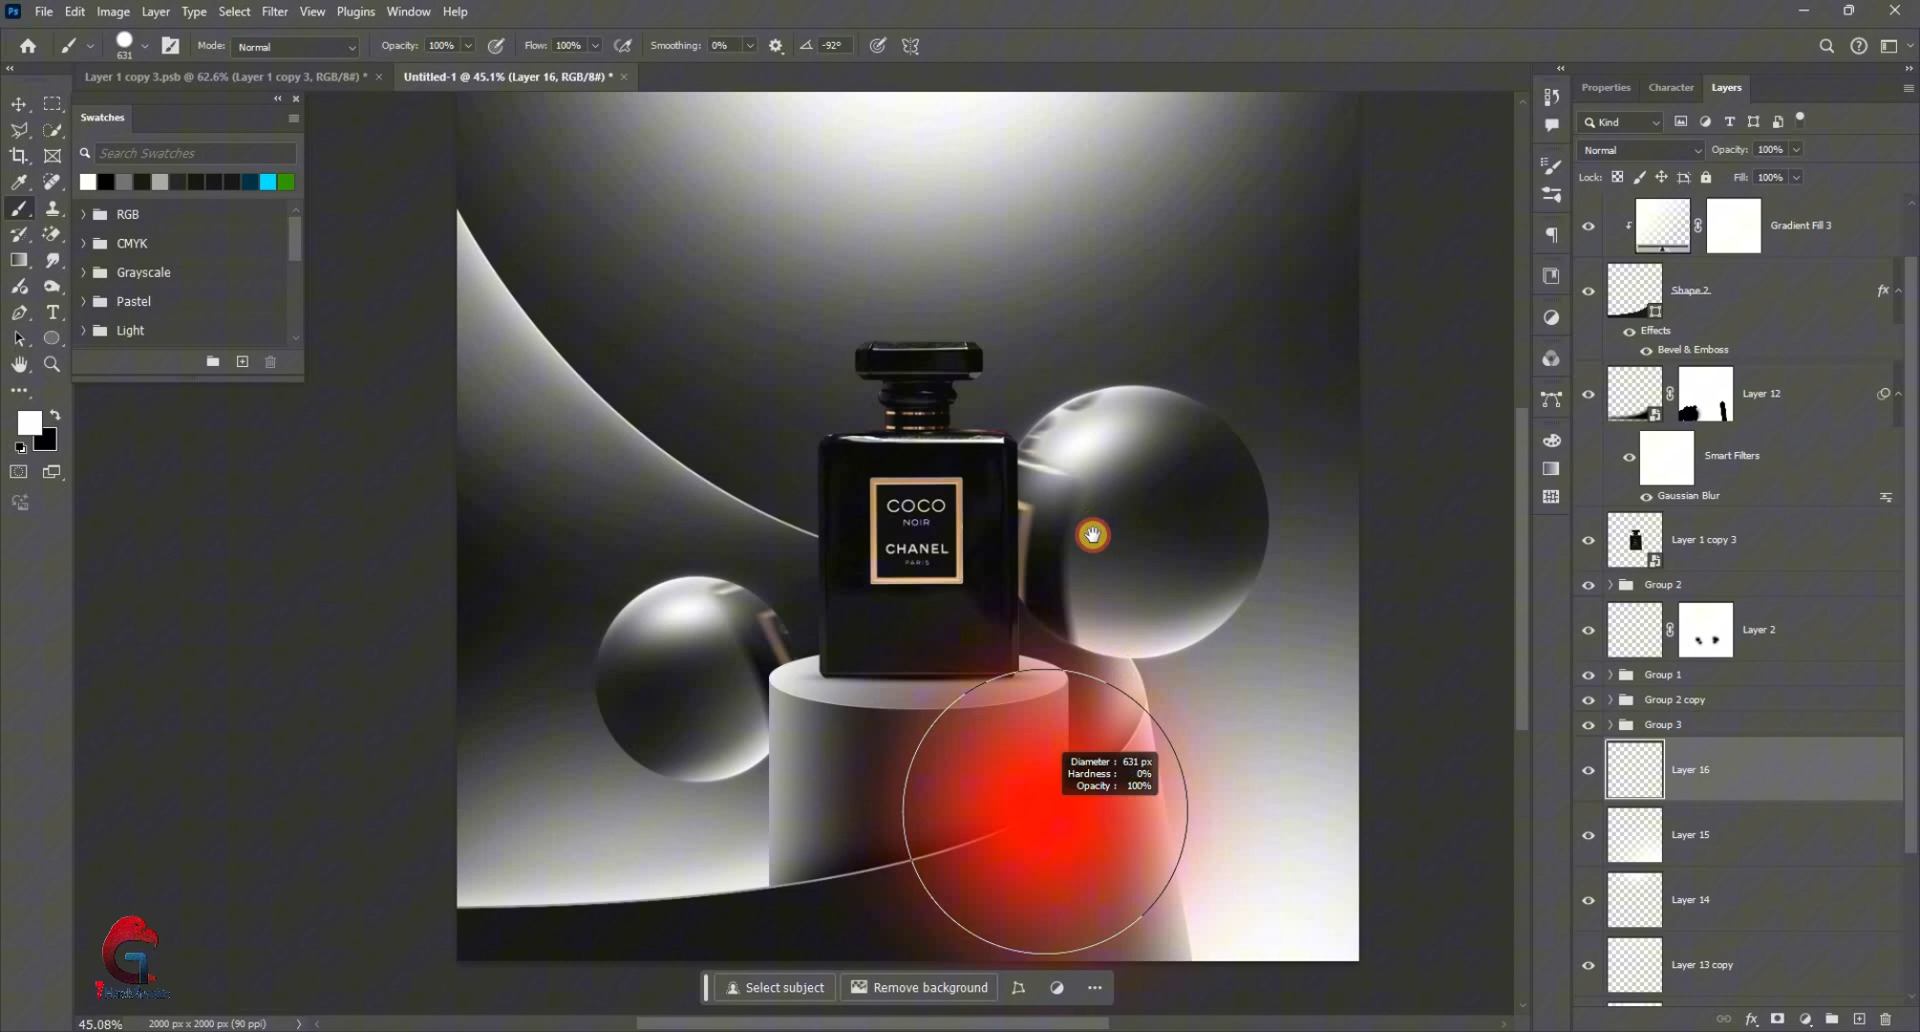 Ps File Edit Image Layer Type Select Filter View Plugins Window Help
631 Mode: Normal Opacity: 100% Flow: 100% Smoothing: 0% -92°
Layer 1 copy 3.psb @ 62.6% (Layer 1 copy 3, RGB/8#) * × Untitled-1 @ 45.1% (Layer 16, RGB/8#) * ×
Swatches
Search Swatches
RGB
CMYK
Grayscale
Pastel
Light
COCO
NOIR
CHANEL
PARIS
Diameter : 631 px
Hardness : 0%
Opacity : 100%
Select subject Remove background
45.08% 2000 px x 2000 px (90 ppi)
Properties Character Layers
Kind
Normal Opacity: 100%
Lock: Fill: 100%
Gradient Fill 3
Shape 2 fx
Effects
Bevel & Emboss
Layer 12
Smart Filters
Gaussian Blur
Layer 1 copy 3
Group 2
Layer 2
Group 1
Group 2 copy
Group 3
Layer 16
Layer 15
Layer 14
Layer 13 copy
fx